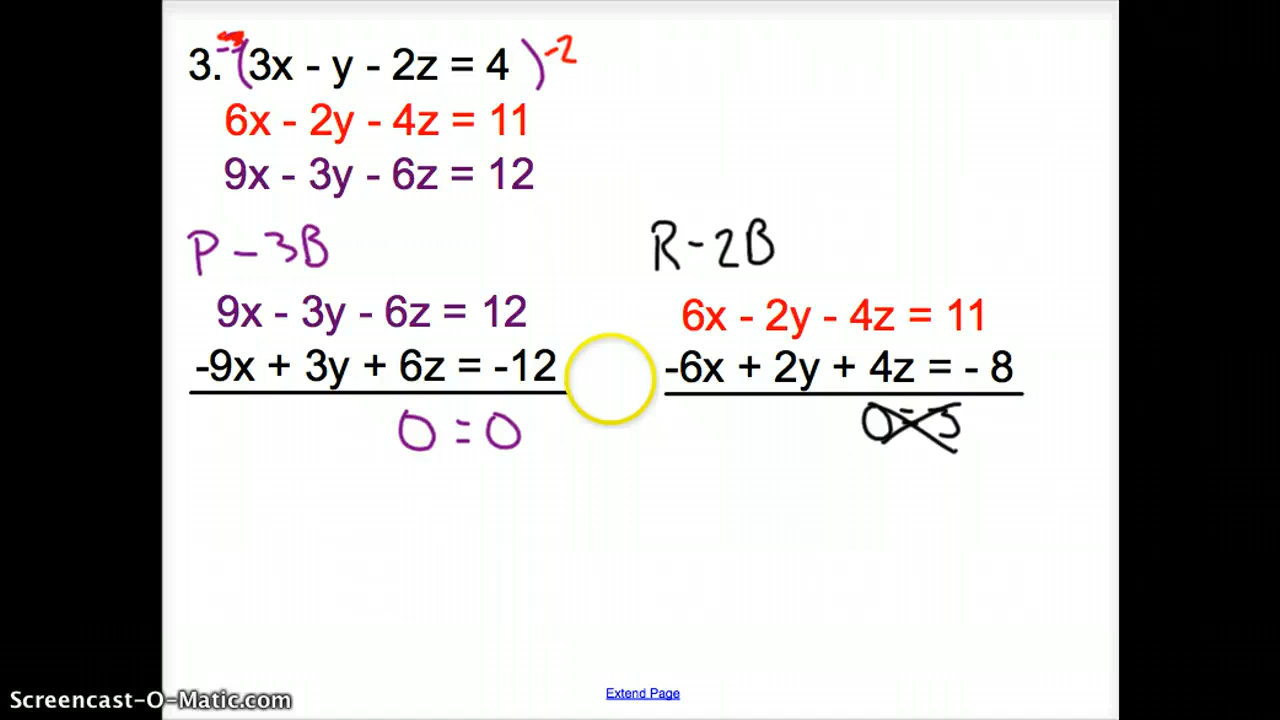 3. (3x - y - 2z = 4 ) -2
6x - 2y - 4z = 11
9x - 3y - 6z = 12
P - 3B
9x - 3y - 6z = 12
-9x + 3y + 6z = -12
0 = 0
R - 2B
6x - 2y - 4z = 11
-6x + 2y + 4z = - 8
0 = 3
Extend Page
Screencast-O-Matic.com